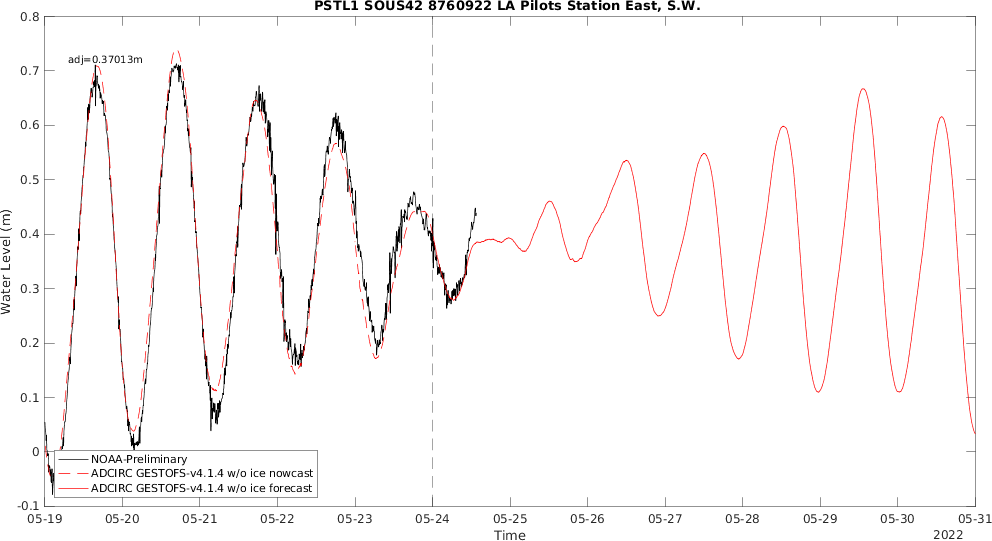 PSTL1 SOUS42 8760922 LA Pilots Station East, S.W.
adj=0.37013m
0.8
0.7
0.6
0.5
0.4
0.3
0.2
0.1
0
-0.1
Water Level (m)
NOAA-Preliminary
ADCIRC GESTOFS-v4.1.4 w/o ice nowcast
ADCIRC GESTOFS-v4.1.4 w/o ice forecast
05-19 05-20 05-21 05-22 05-23 05-24 05-25 05-26 05-27 05-28 05-29 05-30 05-31
Time
2022